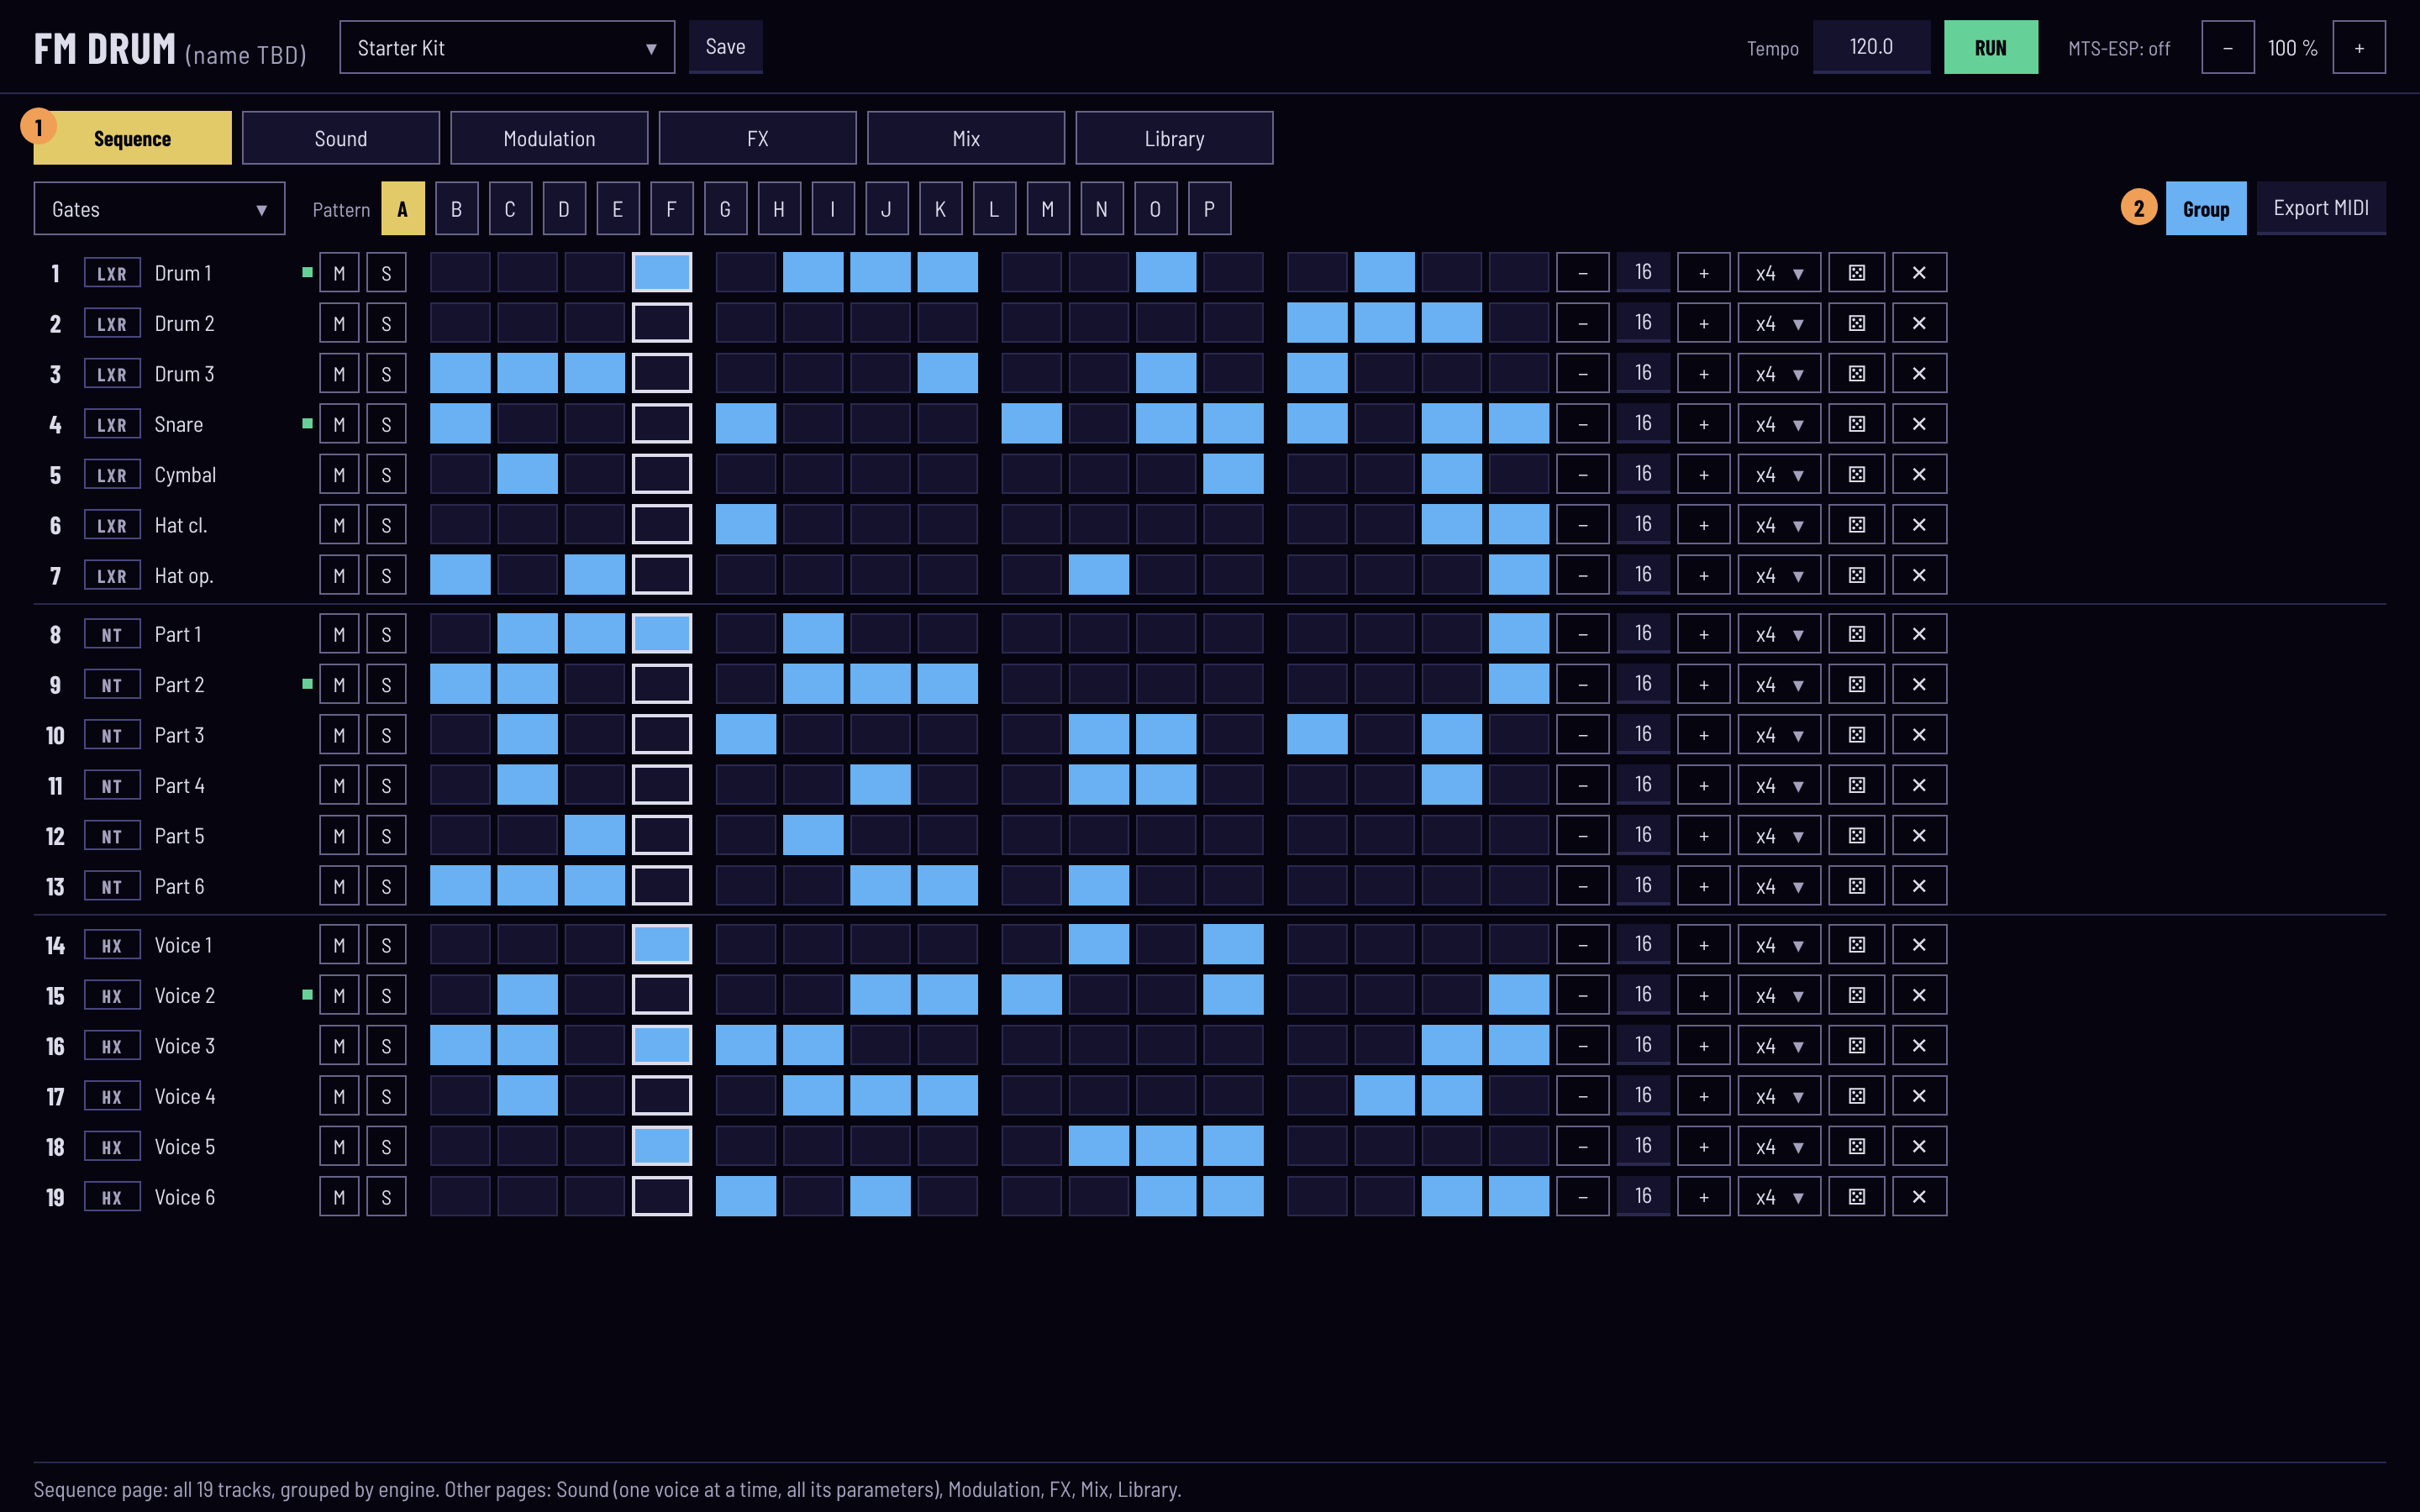 FM DRUM (name TBD) Starter Kit ▼ Save Tempo 120.0 RUN MTS-ESP: off – 100 % +
1 Sequence Sound Modulation FX Mix Library
Gates ▼ Pattern A B C D E F G H I J K L M N O P 2 Group Export MIDI
1 LXR Drum 1 M S – 16 + x4 ▼ ⚄ ✕
2 LXR Drum 2 M S – 16 + x4 ▼ ⚄ ✕
3 LXR Drum 3 M S – 16 + x4 ▼ ⚄ ✕
4 LXR Snare M S – 16 + x4 ▼ ⚄ ✕
5 LXR Cymbal M S – 16 + x4 ▼ ⚄ ✕
6 LXR Hat cl. M S – 16 + x4 ▼ ⚄ ✕
7 LXR Hat op. M S – 16 + x4 ▼ ⚄ ✕
8 NT Part 1 M S – 16 + x4 ▼ ⚄ ✕
9 NT Part 2 M S – 16 + x4 ▼ ⚄ ✕
10 NT Part 3 M S – 16 + x4 ▼ ⚄ ✕
11 NT Part 4 M S – 16 + x4 ▼ ⚄ ✕
12 NT Part 5 M S – 16 + x4 ▼ ⚄ ✕
13 NT Part 6 M S – 16 + x4 ▼ ⚄ ✕
14 HX Voice 1 M S – 16 + x4 ▼ ⚄ ✕
15 HX Voice 2 M S – 16 + x4 ▼ ⚄ ✕
16 HX Voice 3 M S – 16 + x4 ▼ ⚄ ✕
17 HX Voice 4 M S – 16 + x4 ▼ ⚄ ✕
18 HX Voice 5 M S – 16 + x4 ▼ ⚄ ✕
19 HX Voice 6 M S – 16 + x4 ▼ ⚄ ✕
Sequence page: all 19 tracks, grouped by engine. Other pages: Sound (one voice at a time, all its parameters), Modulation, FX, Mix, Library.